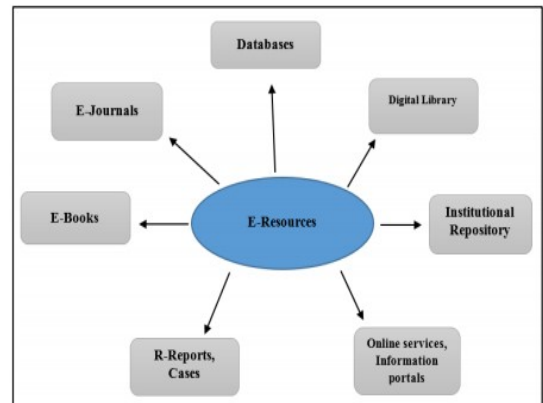 Databases
E-Journals
Digital Library
E-Books
E-Resources
Institutional
Repository
R-Reports,
Cases
Online services,
Information
portals